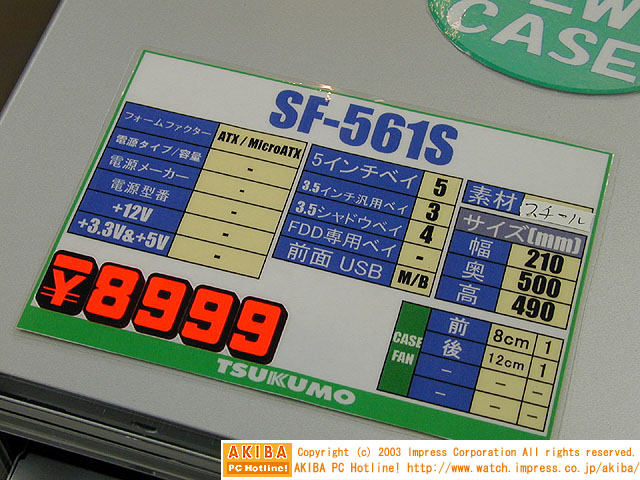 NEW
CASE
SF-561S
フォームファクター ATX/MicroATX
電源タイプ/容量 -
電源メーカー -
電源型番 -
+12V -
+3.3V&+5V -
5インチベイ 5
3.5インチ汎用ベイ 3
3.5シャドウベイ 4
FDD専用ベイ -
前面 USB M/B
素材 スチール
サイズ(mm)
幅 210
奥 500
高 490
¥8999
CASE FAN
前 8cm 1
後 12cm 1
- - -
- - -
TSUKUMO
AKIBA
PC Hotline!
Copyright (c) 2003 Impress Corporation All rights reserved.
AKIBA PC Hotline! http://www.watch.impress.co.jp/akiba/